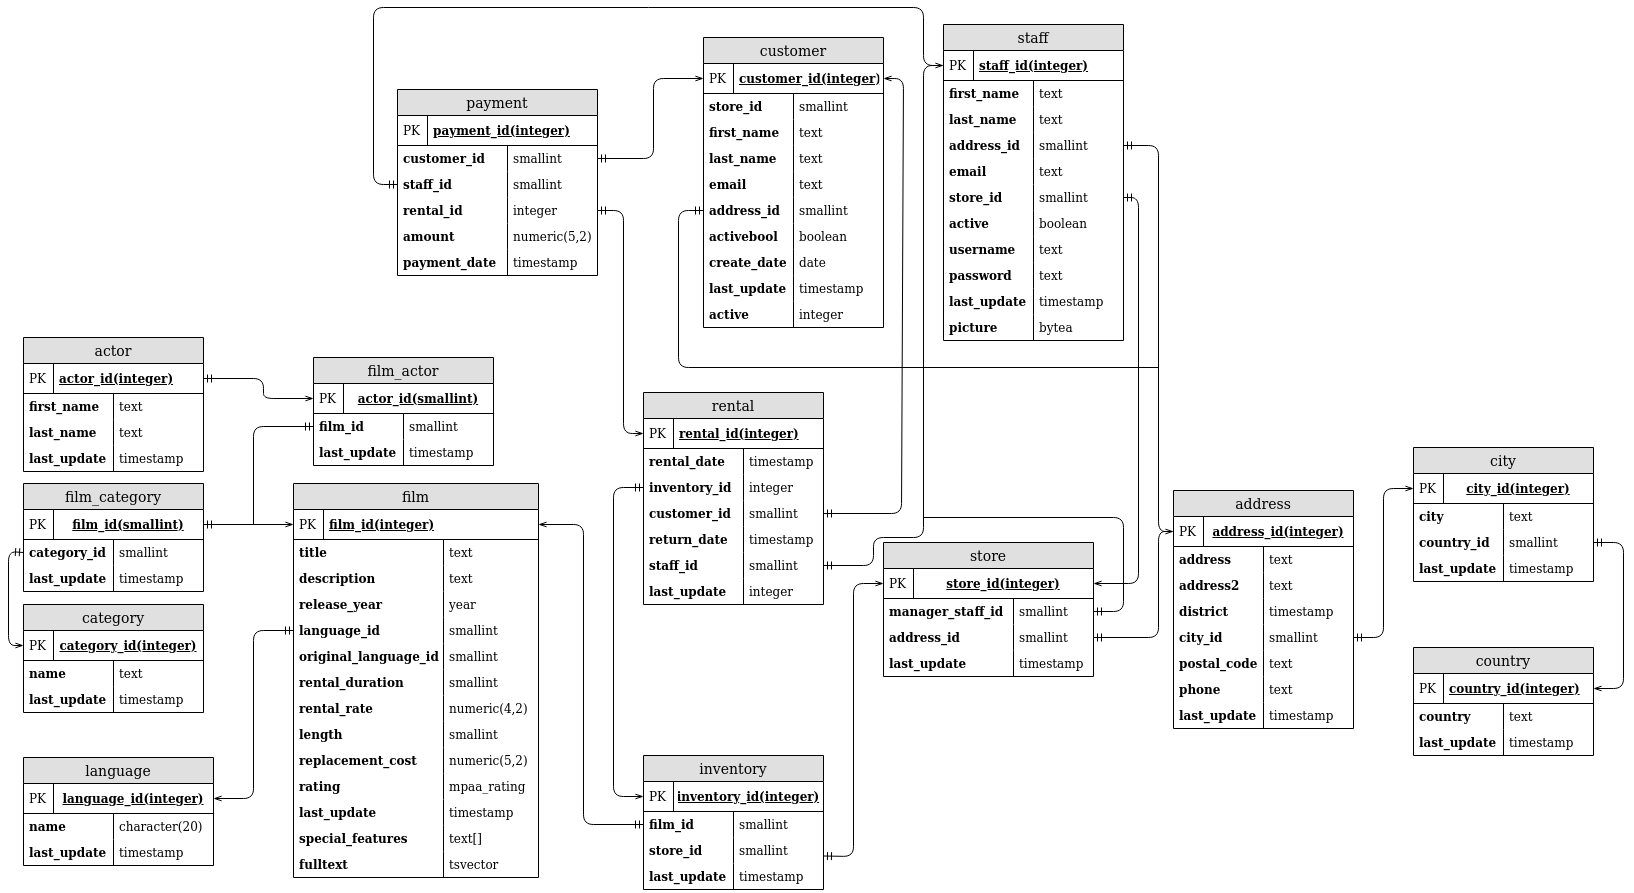 payment
PK payment_id(integer)
customer_id smallint
staff_id smallint
rental_id integer
amount numeric(5,2)
payment_date timestamp
customer
PK customer_id(integer)
store_id smallint
first_name text
last_name text
email text
address_id smallint
activebool boolean
create_date date
last_update timestamp
active integer
staff
PK staff_id(integer)
first_name text
last_name text
address_id smallint
email text
store_id smallint
active boolean
username text
password text
last_update timestamp
picture bytea
actor
PK actor_id(integer)
first_name text
last_name text
last_update timestamp
film_actor
PK actor_id(smallint)
film_id smallint
last_update timestamp
film_category
PK film_id(smallint)
category_id smallint
last_update timestamp
category
PK category_id(integer)
name text
last_update timestamp
language
PK language_id(integer)
name character(20)
last_update timestamp
film
PK film_id(integer)
title text
description text
release_year year
language_id smallint
original_language_id smallint
rental_duration smallint
rental_rate numeric(4,2)
length smallint
replacement_cost numeric(5,2)
rating mpaa_rating
last_update timestamp
special_features text[]
fulltext tsvector
rental
PK rental_id(integer)
rental_date timestamp
inventory_id integer
customer_id smallint
return_date timestamp
staff_id smallint
last_update integer
inventory
PK inventory_id(integer)
film_id smallint
store_id smallint
last_update timestamp
store
PK store_id(integer)
manager_staff_id smallint
address_id smallint
last_update timestamp
address
PK address_id(integer)
address text
address2 text
district timestamp
city_id smallint
postal_code text
phone text
last_update timestamp
city
PK city_id(integer)
city text
country_id smallint
last_update timestamp
country
PK country_id(integer)
country text
last_update timestamp